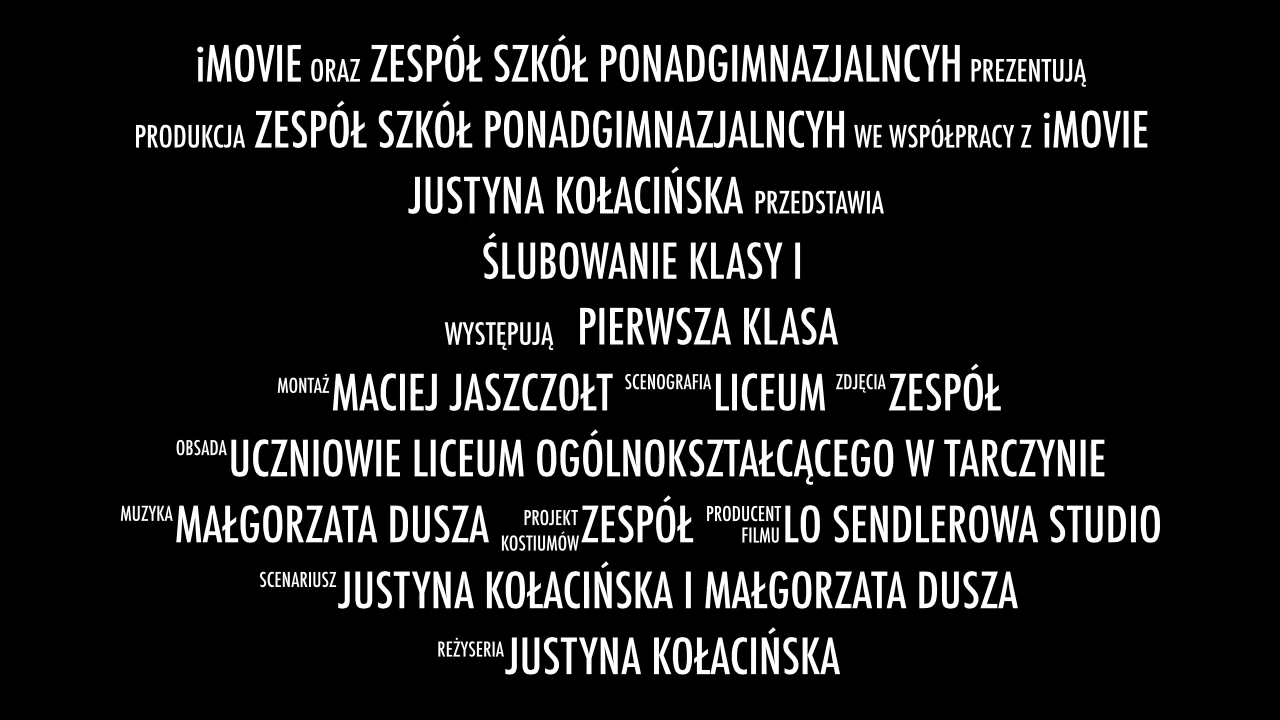 iMOVIE ORAZ ZESPÓŁ SZKÓŁ PONADGIMNAZJALNCYH PREZENTUJĄ
PRODUKCJA ZESPÓŁ SZKÓŁ PONADGIMNAZJALNCYH WE WSPÓŁPRACY Z iMOVIE
JUSTYNA KOŁACIŃSKA PRZEDSTAWIA
ŚLUBOWANIE KLASY I
WYSTĘPUJĄ PIERWSZA KLASA
MONTAŻ MACIEJ JASZCZOŁT SCENOGRAFIA LICEUM ZDJĘCIA ZESPÓŁ
OBSADA UCZNIOWIE LICEUM OGÓLNOKSZTAŁCĄCEGO W TARCZYNIE
MUZYKA MAŁGORZATA DUSZA PROJEKT KOSTIUMÓW ZESPÓŁ PRODUCENT FILMU LO SENDLEROWA STUDIO
SCENARIUSZ JUSTYNA KOŁACIŃSKA I MAŁGORZATA DUSZA
REŻYSERIA JUSTYNA KOŁACIŃSKA